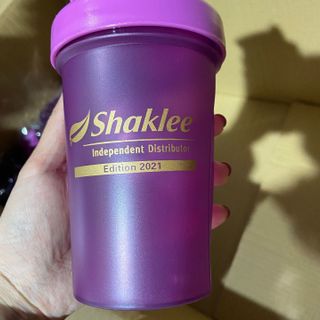 Shaklee
Independent Distributor
Edition 2021